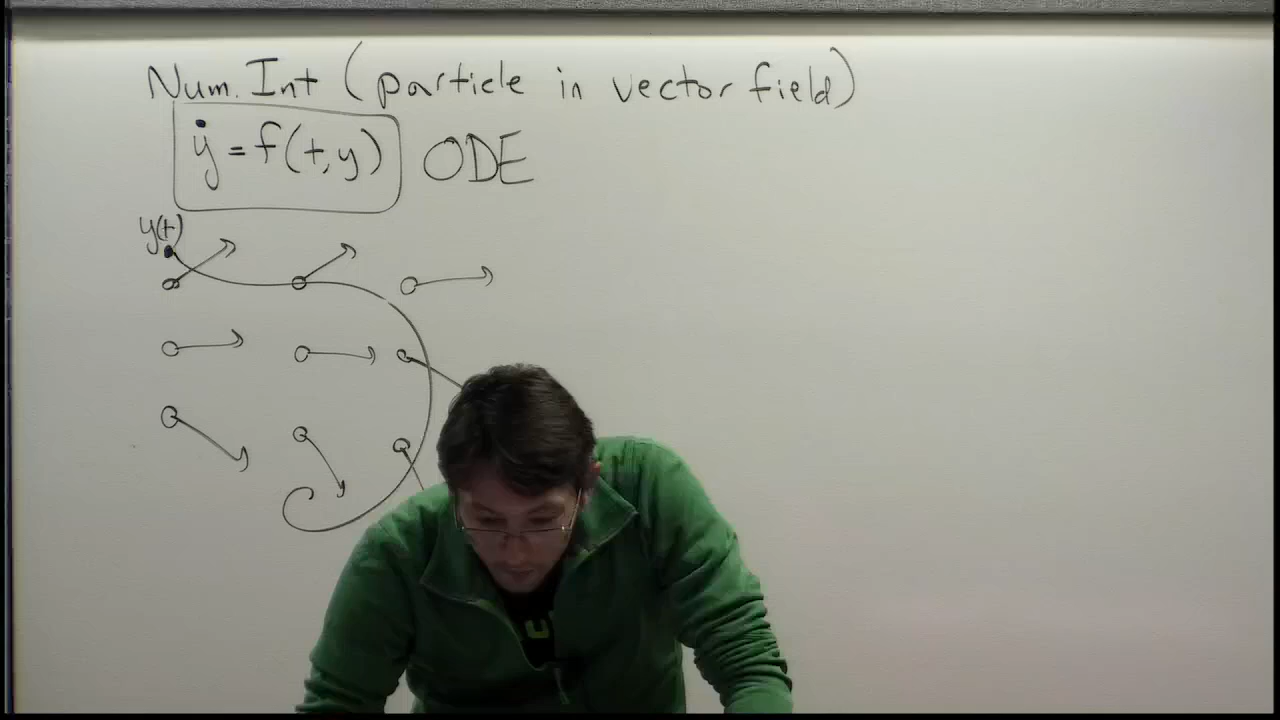 Num. Int (particle in vector field)
ẏ = f(t, y) ODE
y(t)